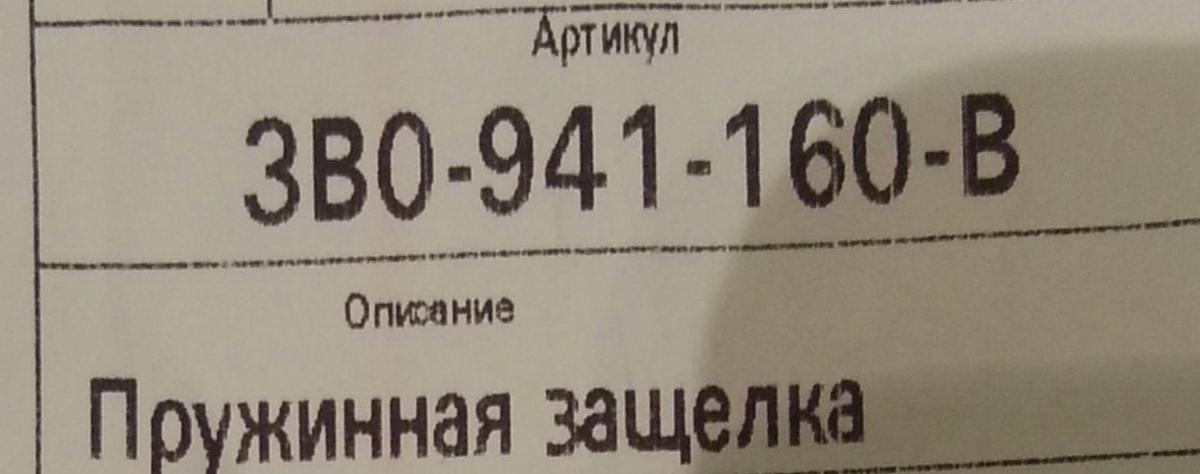 Артикул
3B0-941-160-B
Описание
Пружинная защелка